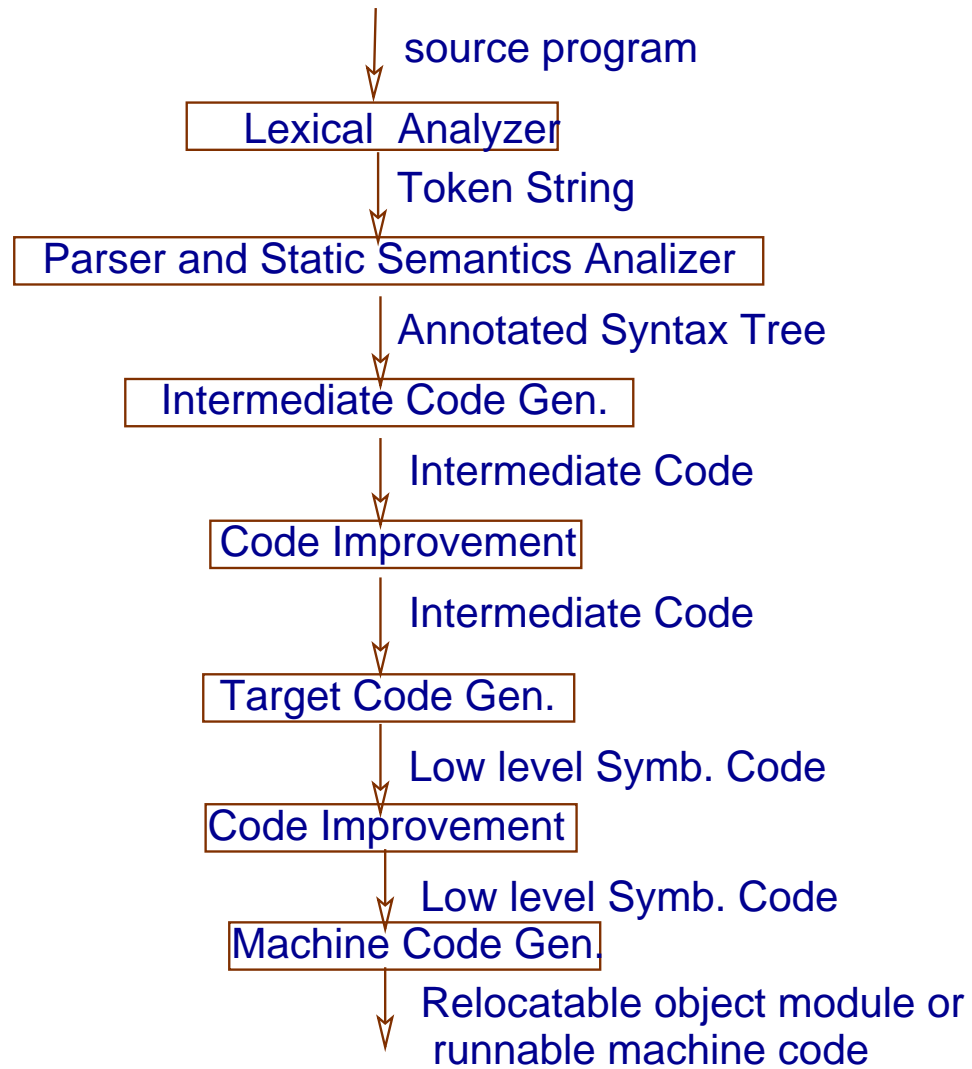 source program
Lexical Analyzer
Token String
Parser and Static Semantics Analizer
Annotated Syntax Tree
Intermediate Code Gen.
Intermediate Code
Code Improvement
Intermediate Code
Target Code Gen.
Low level Symb. Code
Code Improvement
Low level Symb. Code
Machine Code Gen.
Relocatable object module or
runnable machine code